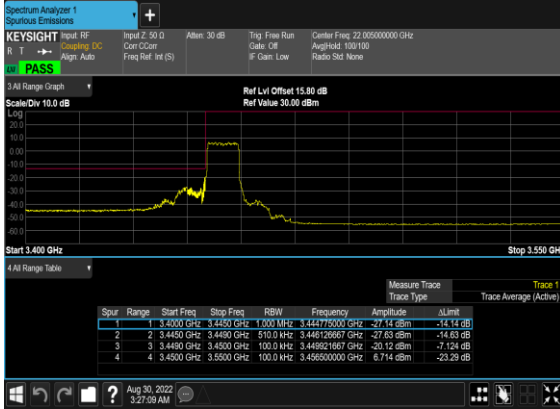 Spectrum Analyzer 1
Spurious Emissions
KEYSIGHT
R T
Input: RF
Coupling: DC
Align: Auto
Input Z: 50 Ω
Corr CCorr
Freq Ref: Int (S)
Atten: 30 dB
Trig: Free Run
Gate: Off
IF Gain: Low
Center Freq: 22.005000000 GHz
Avg|Hold: 100/100
Radio Std: None
PASS
3 All Range Graph
Scale/Div 10.0 dB
Ref Lvl Offset 15.80 dB
Ref Value 30.00 dBm
Log
20.0
10.0
0.00
-10.0
-20.0
-30.0
-40.0
-50.0
-60.0
Start 3.400 GHz
Stop 3.550 GH
4 All Range Table
Measure Trace Trace 1
Trace Type Trace Average (Active)
Spur Range Start Freq Stop Freq RBW Frequency Amplitude ΔLimit
1 1 3.4000 GHz 3.4450 GHz 1.000 MHz 3.444775000 GHz -27.14 dBm -14.14 dB
2 2 3.4450 GHz 3.4490 GHz 510.0 kHz 3.446126667 GHz -27.63 dBm -14.63 dB
3 3 3.4490 GHz 3.4500 GHz 100.0 kHz 3.449921667 GHz -20.12 dBm -7.124 dB
4 4 3.4500 GHz 3.5500 GHz 100.0 kHz 3.456500000 GHz 6.714 dBm -23.29 dB
?
Aug 30, 2022
3:27:09 AM